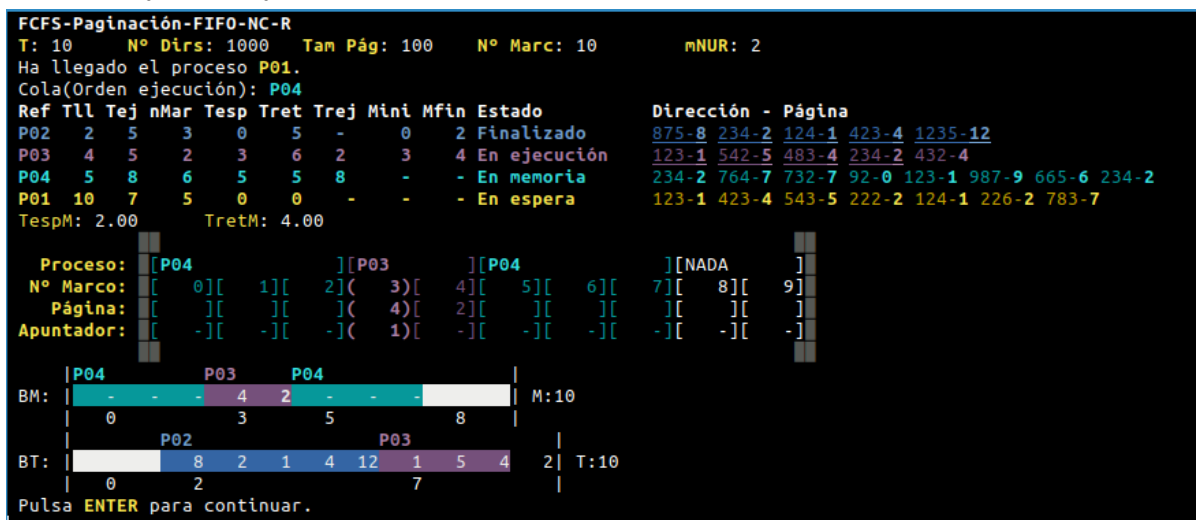 FCFS-Paginación-FIFO-NC-R
T: 10 Nº Dirs: 1000 Tam Pág: 100 Nº Marc: 10 mNUR: 2
Ha llegado el proceso P01.
Cola(Orden ejecución): P04
Ref Tll Tej nMar Tesp Tret Trej Mini Mfin Estado Dirección - Página
P02 2 5 3 0 5 - 0 2 Finalizado 875-8 234-2 124-1 423-4 1235-12
P03 4 5 2 3 6 2 3 4 En ejecución 123-1 542-5 483-4 234-2 432-4
P04 5 8 6 5 5 8 - - En memoria 234-2 764-7 732-7 92-0 123-1 987-9 665-6 234-2
P01 10 7 5 0 0 - - - En espera 123-1 423-4 543-5 222-2 124-1 226-2 783-7
TespM: 2.00 TretM: 4.00
Proceso: [P04 ][P03 ][P04 ][NADA ]
Nº Marco: [ 0][ 1][ 2]( 3)[ 4][ 5][ 6][ 7][ 8][ 9]
Página: [ ][ ][ ]( 4)[ 2][ ][ ][ ][ ][ ]
Apuntador: [ -][ -][ -]( 1)[ -][ -][ -][ -][ -][ -]
|P04 P03 P04 |
BM: | - - - 4 2 - - - | M:10
| 0 3 5 8 |
| P02 P03 |
BT: | 8 2 1 4 12 1 5 4 2| T:10
| 0 2 7 |
Pulsa ENTER para continuar.